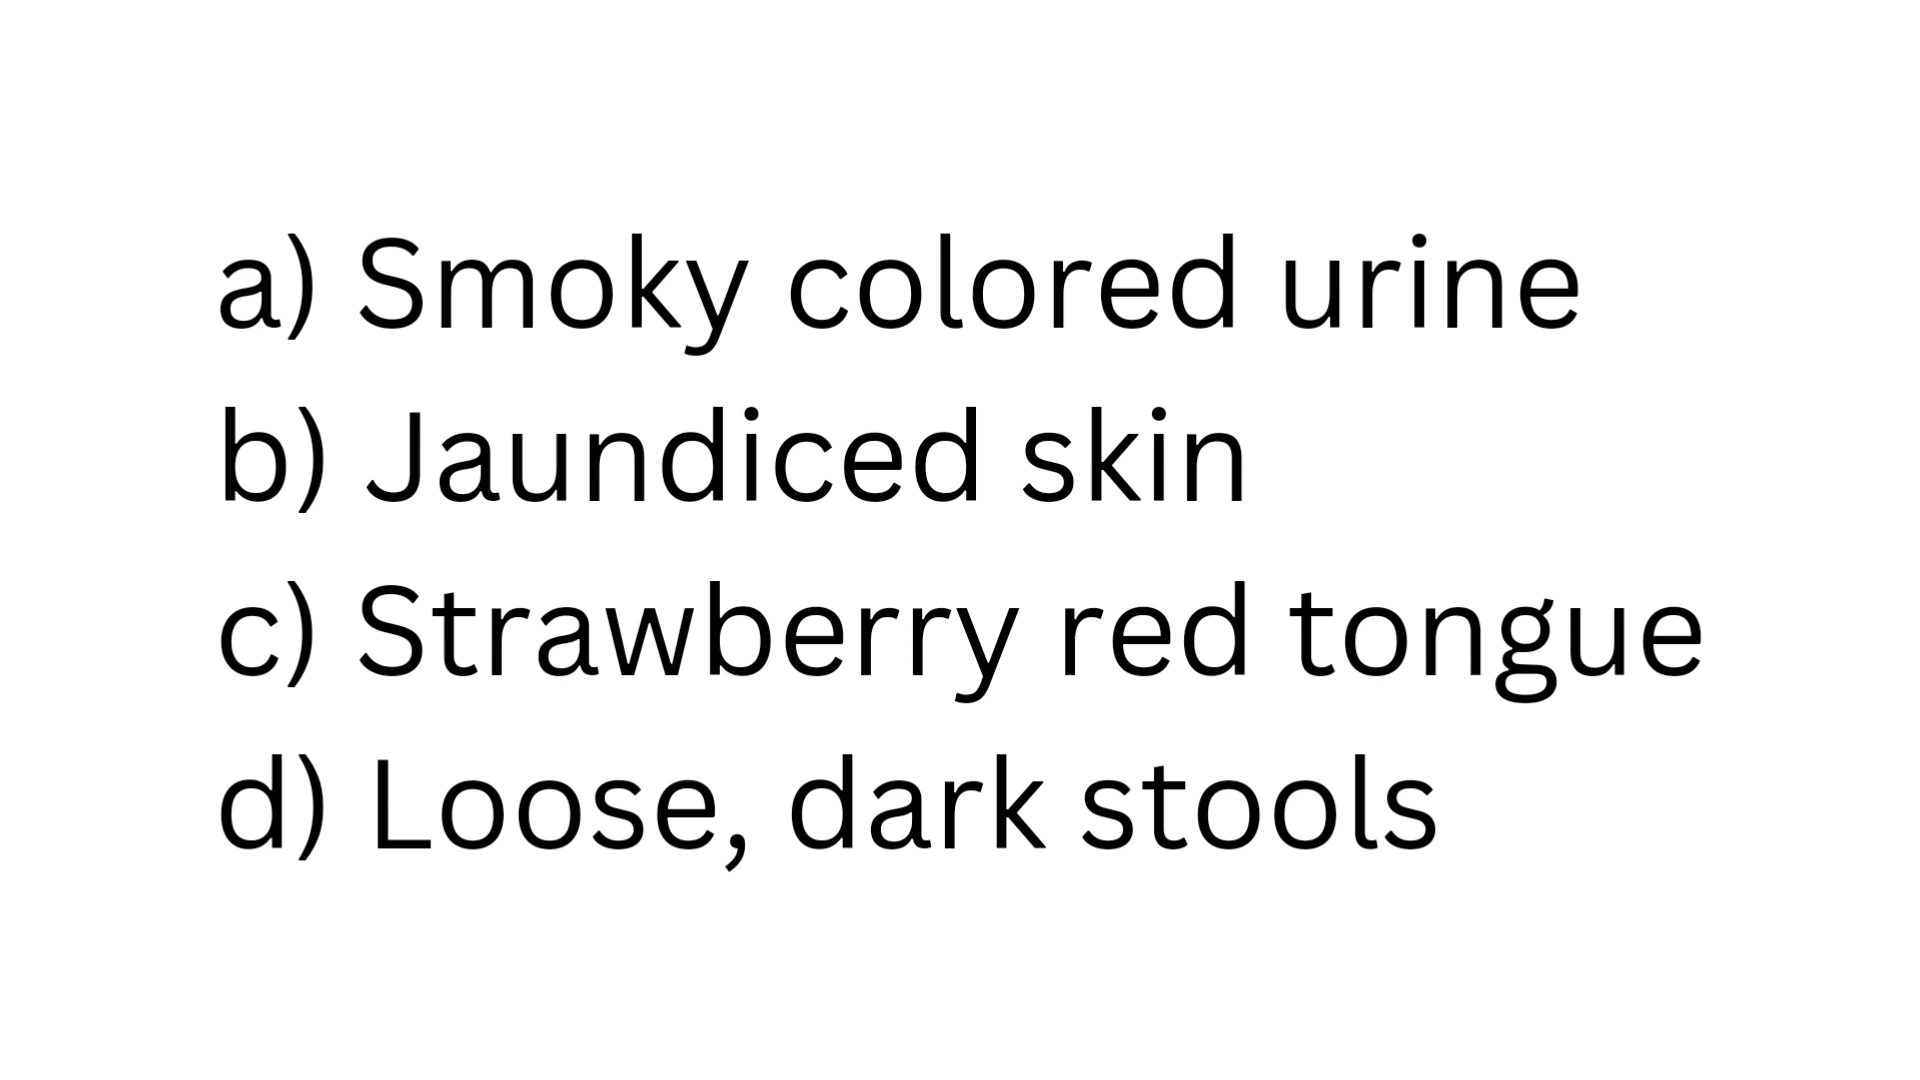 a) Smoky colored urine
b) Jaundiced skin
c) Strawberry red tongue
d) Loose, dark stools